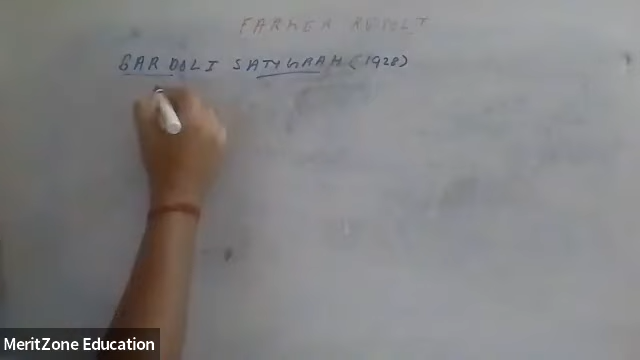 FARMER REVOLT
BARDOLI SATYGRAH (1928)
MeritZone Education